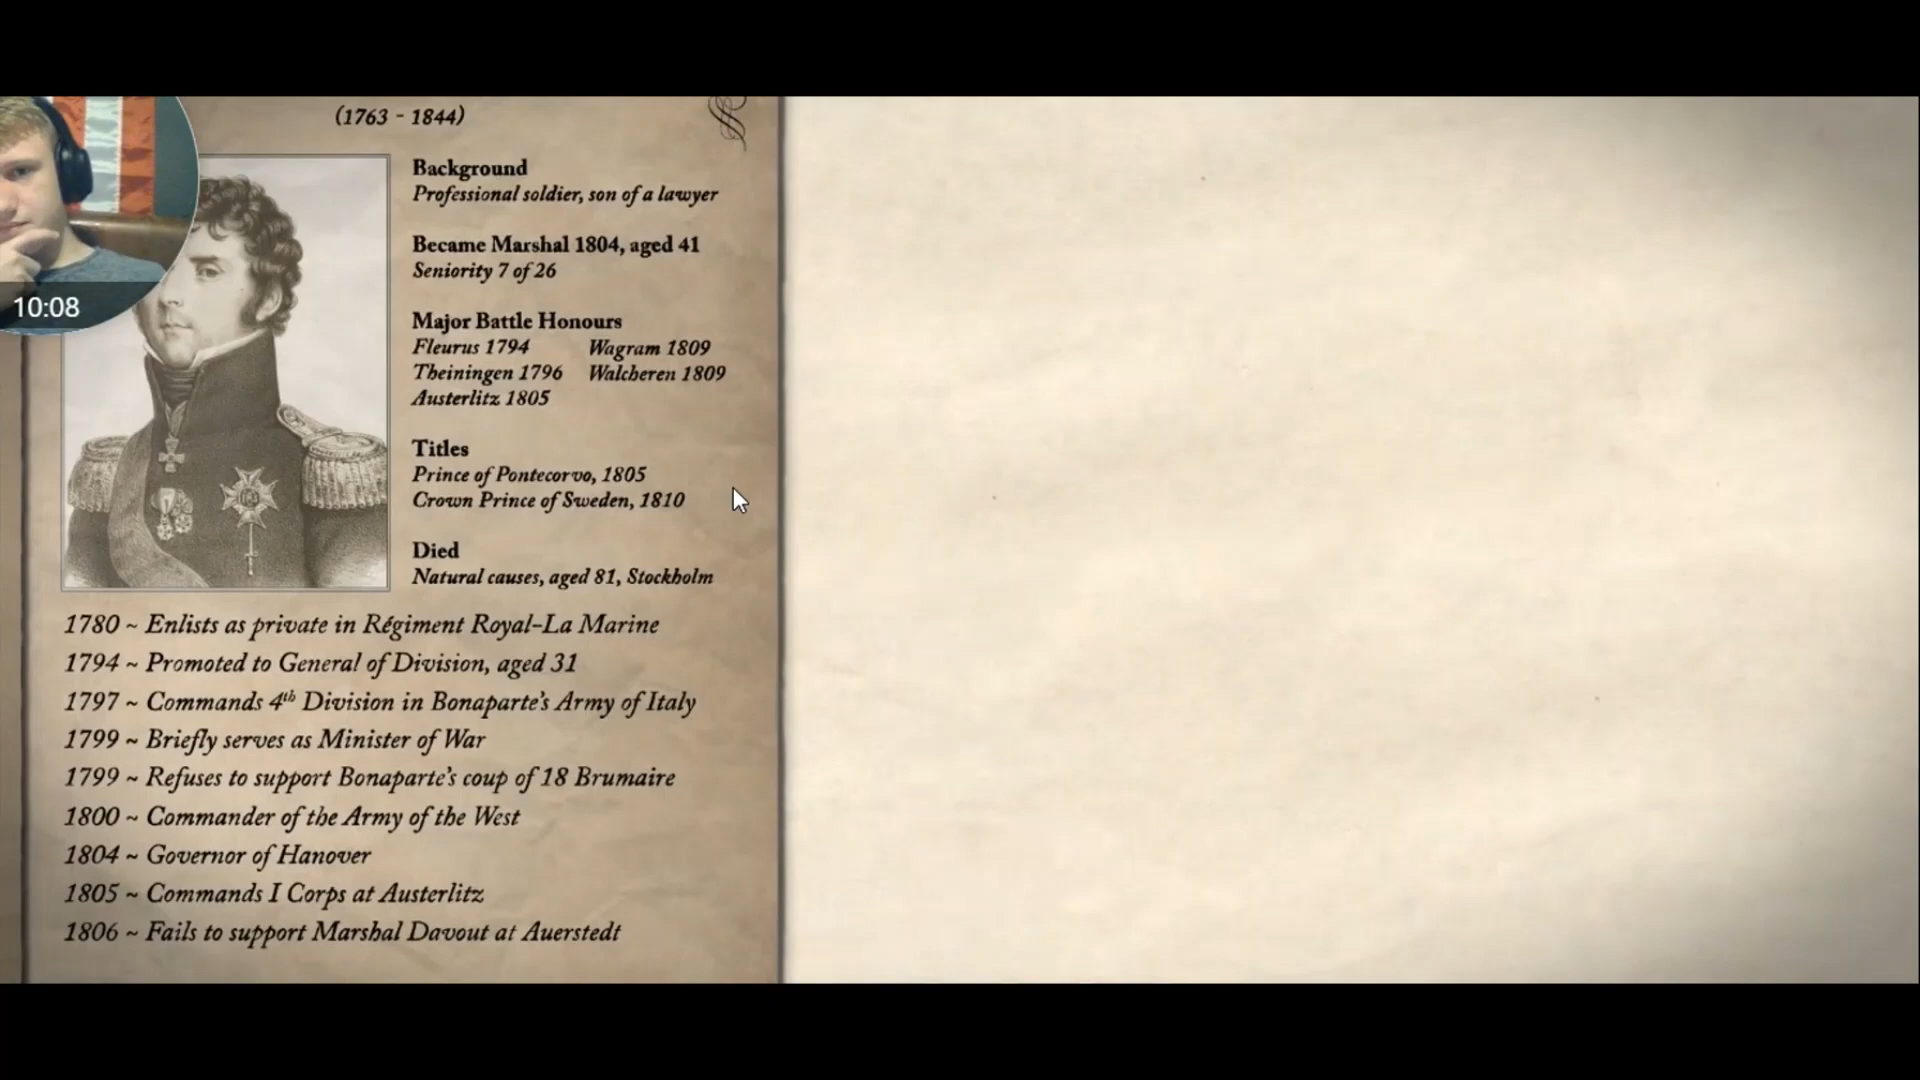 (1763 - 1844)
Background
Professional soldier, son of a lawyer
Became Marshal 1804, aged 41
Seniority 7 of 26
Major Battle Honours
Fleurus 1794 Wagram 1809
Theiningen 1796 Walcheren 1809
Austerlitz 1805
Titles
Prince of Pontecorvo, 1805
Crown Prince of Sweden, 1810
Died
Natural causes, aged 81, Stockholm
10:08
1780 ~ Enlists as private in Régiment Royal-La Marine
1794 ~ Promoted to General of Division, aged 31
1797 ~ Commands 4th Division in Bonaparte's Army of Italy
1799 ~ Briefly serves as Minister of War
1799 ~ Refuses to support Bonaparte's coup of 18 Brumaire
1800 ~ Commander of the Army of the West
1804 ~ Governor of Hanover
1805 ~ Commands I Corps at Austerlitz
1806 ~ Fails to support Marshal Davout at Auerstedt